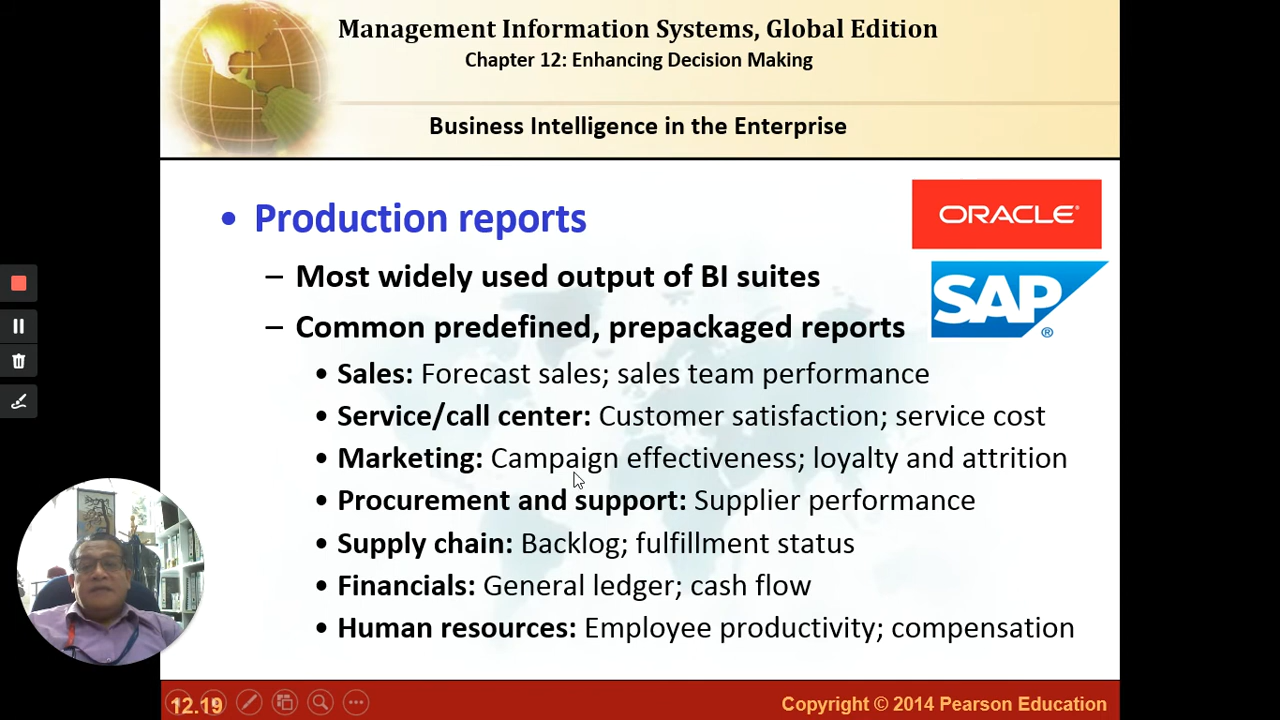 Management Information Systems, Global Edition
Chapter 12: Enhancing Decision Making
Business Intelligence in the Enterprise
• Production reports
ORACLE®
– Most widely used output of BI suites
SAP®
– Common predefined, prepackaged reports
• Sales: Forecast sales; sales team performance
• Service/call center: Customer satisfaction; service cost
• Marketing: Campaign effectiveness; loyalty and attrition
• Procurement and support: Supplier performance
• Supply chain: Backlog; fulfillment status
• Financials: General ledger; cash flow
• Human resources: Employee productivity; compensation
12.19
Copyright © 2014 Pearson Education